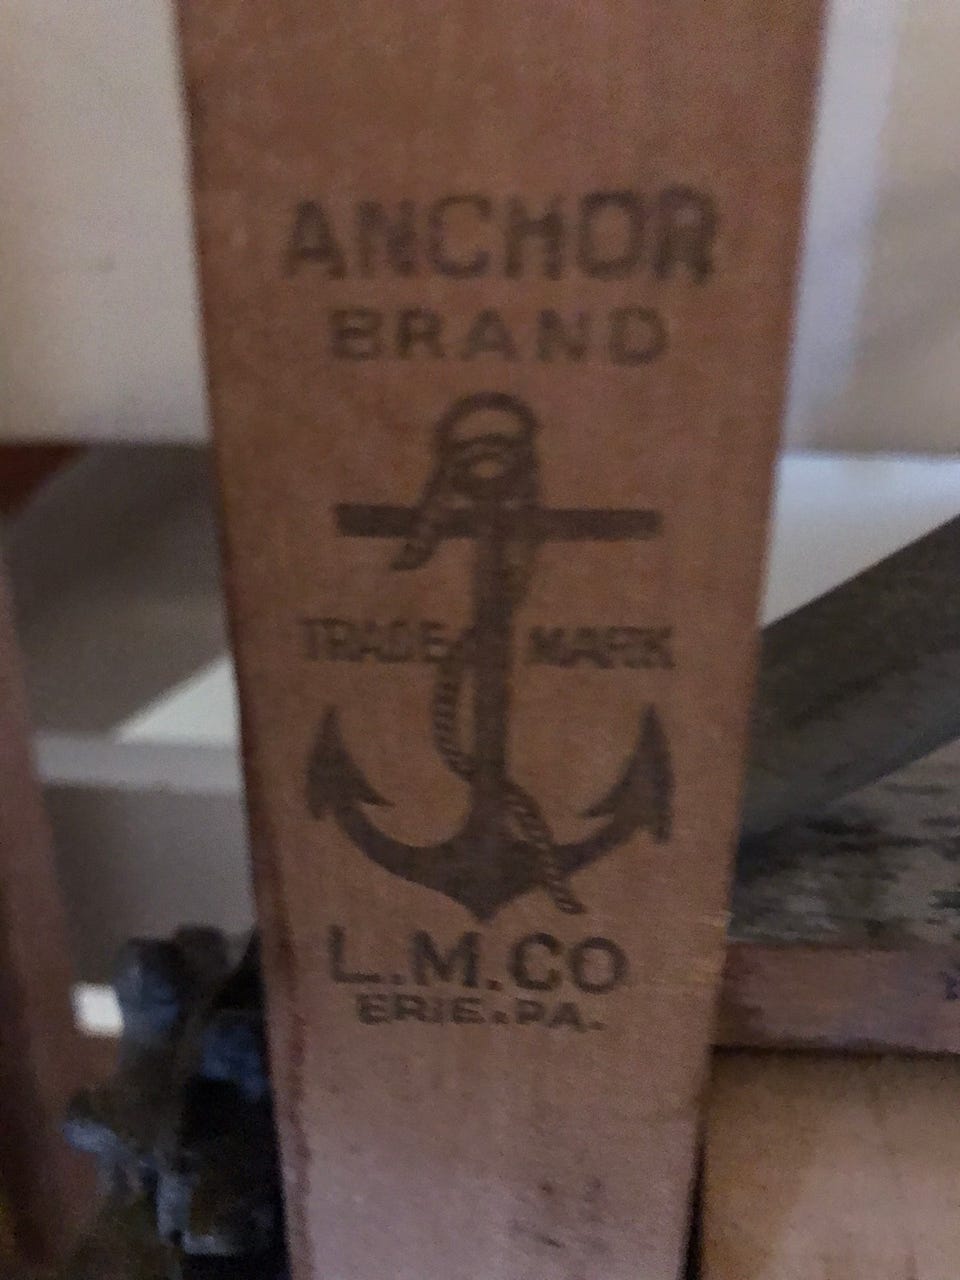 ANCHOR
BRAND
TRADE MARK
L.M.CO
ERIE.PA.